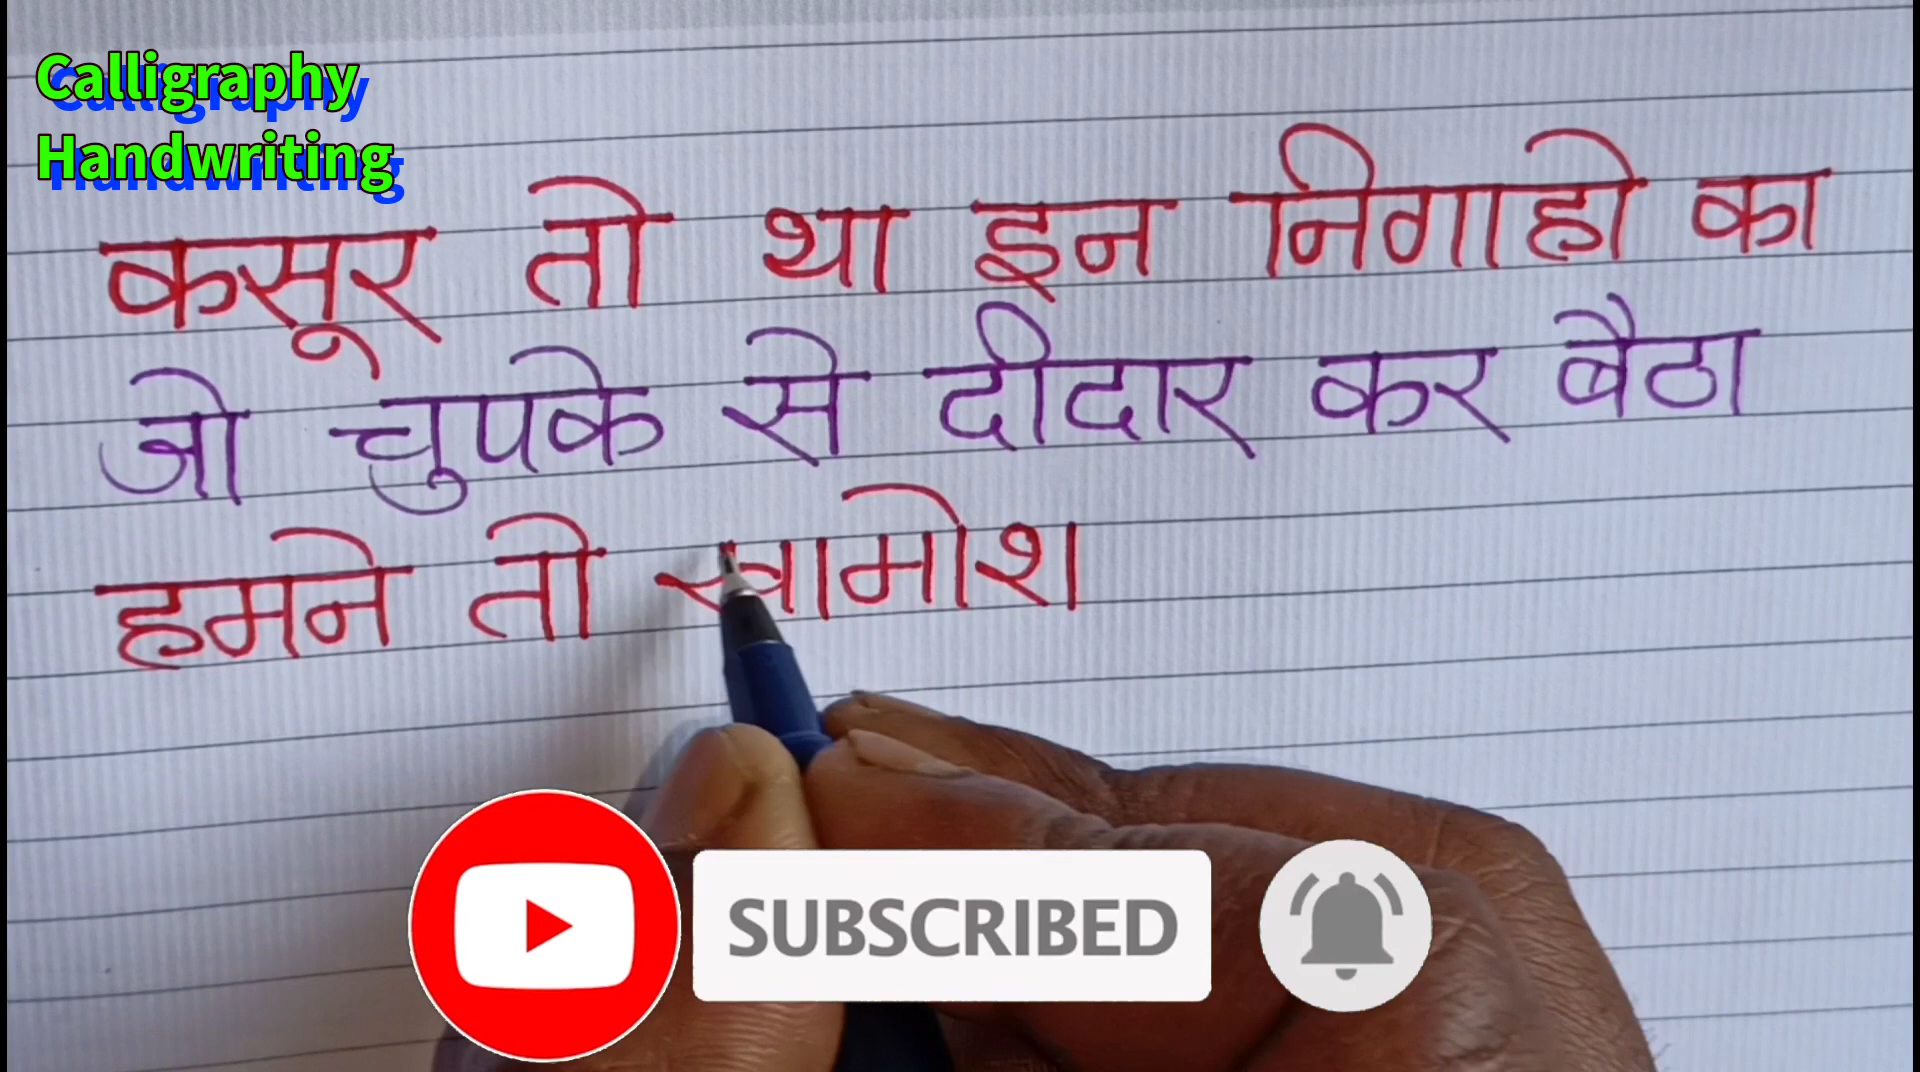 Calligraphy
Handwriting
कसूर तो था इन निगाहो का
जो चुपके से दीदार कर बैठा
हमने तो खामोश
SUBSCRIBED